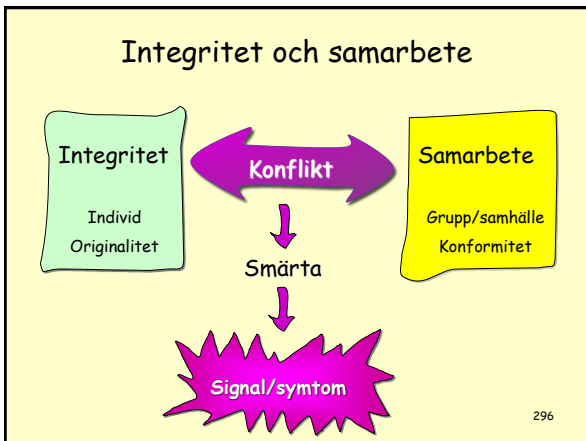 Integritet och samarbete
Integritet
Individ
Originalitet
Konflikt
Samarbete
Grupp/samhälle
Konformitet
Smärta
Signal/symtom
296